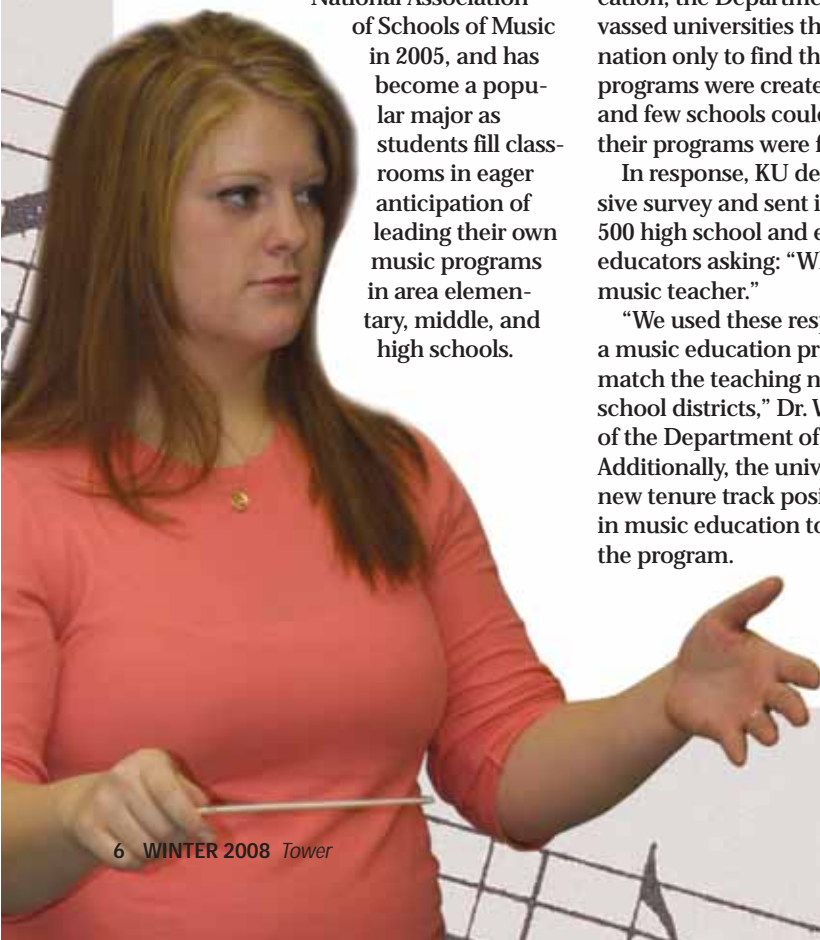 National Association
of Schools of Music
in 2005, and has
become a popu-
lar major as
students fill class-
rooms in eager
anticipation of
leading their own
music programs
in area elemen-
tary, middle, and
high schools.
cation, the Departme
vassed universities th
nation only to find th
programs were create
and few schools coul
their programs were f
In response, KU de
sive survey and sent i
500 high school and e
educators asking: “W
music teacher.”
“We used these res
a music education pr
match the teaching n
school districts,” Dr. W
of the Department of
Additionally, the univ
new tenure track posi
in music education to
the program.
6 WINTER 2008 Tower